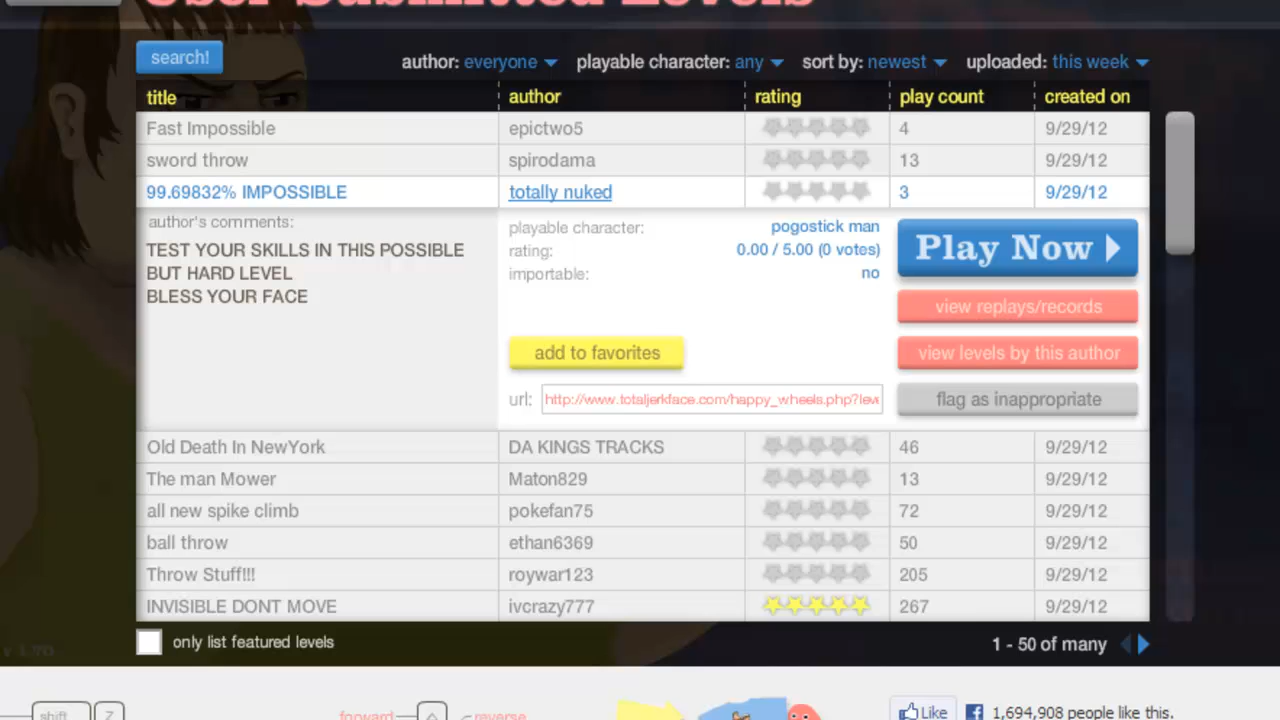 User Submitted Levels
search!
author: everyone playable character: any sort by: newest uploaded: this week
title author rating play count created on
Fast Impossible epictwo5 4 9/29/12
sword throw spirodama 13 9/29/12
99.69832% IMPOSSIBLE totally nuked 3 9/29/12
author's comments:
TEST YOUR SKILLS IN THIS POSSIBLE
BUT HARD LEVEL
BLESS YOUR FACE
playable character: pogostick man
rating: 0.00 / 5.00 (0 votes)
importable: no
Play Now
view replays/records
add to favorites
view levels by this author
url: http://www.totaljerkface.com/happy_wheels.php?leve
flag as inappropriate
Old Death In NewYork DA KINGS TRACKS 46 9/29/12
The man Mower Maton829 13 9/29/12
all new spike climb pokefan75 72 9/29/12
ball throw ethan6369 50 9/29/12
Throw Stuff!!! roywar123 205 9/29/12
INVISIBLE DONT MOVE ivcrazy777 267 9/29/12
only list featured levels
1 - 50 of many
v 1.70
shift Z forward reverse
Like 1,694,908 people like this.